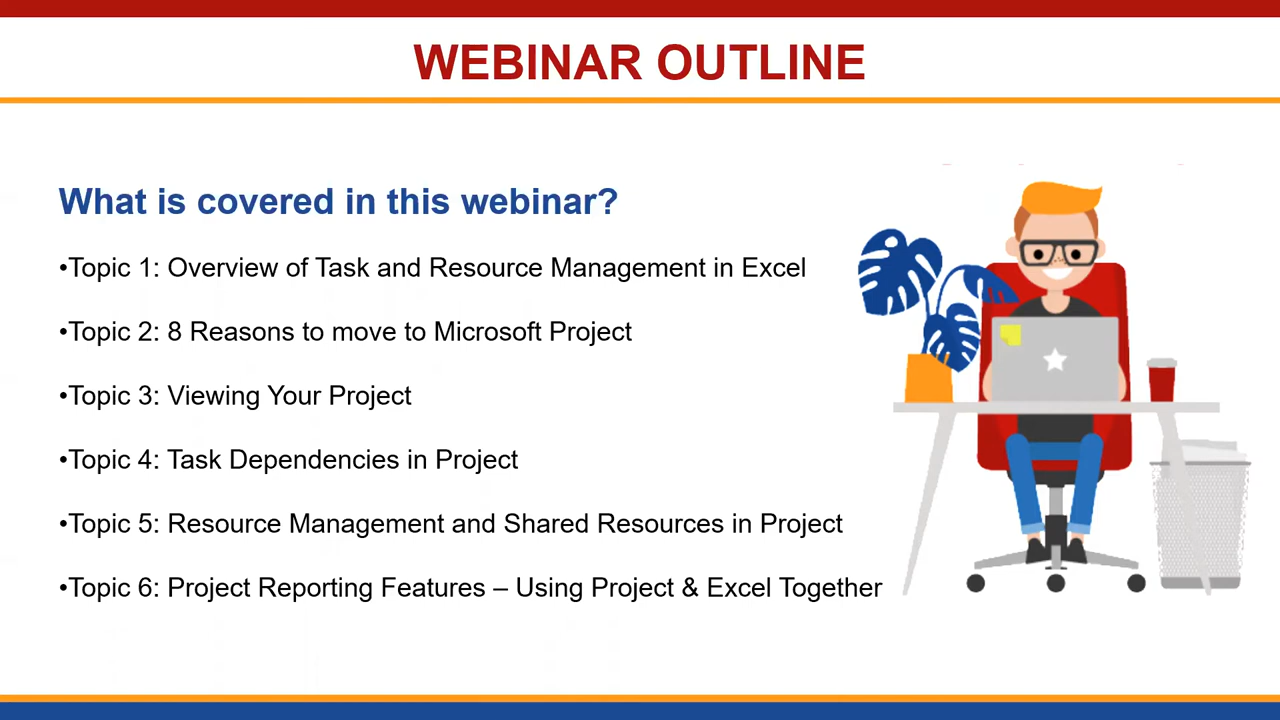 WEBINAR OUTLINE
What is covered in this webinar?
•Topic 1: Overview of Task and Resource Management in Excel
•Topic 2: 8 Reasons to move to Microsoft Project
•Topic 3: Viewing Your Project
•Topic 4: Task Dependencies in Project
•Topic 5: Resource Management and Shared Resources in Project
•Topic 6: Project Reporting Features – Using Project & Excel Together